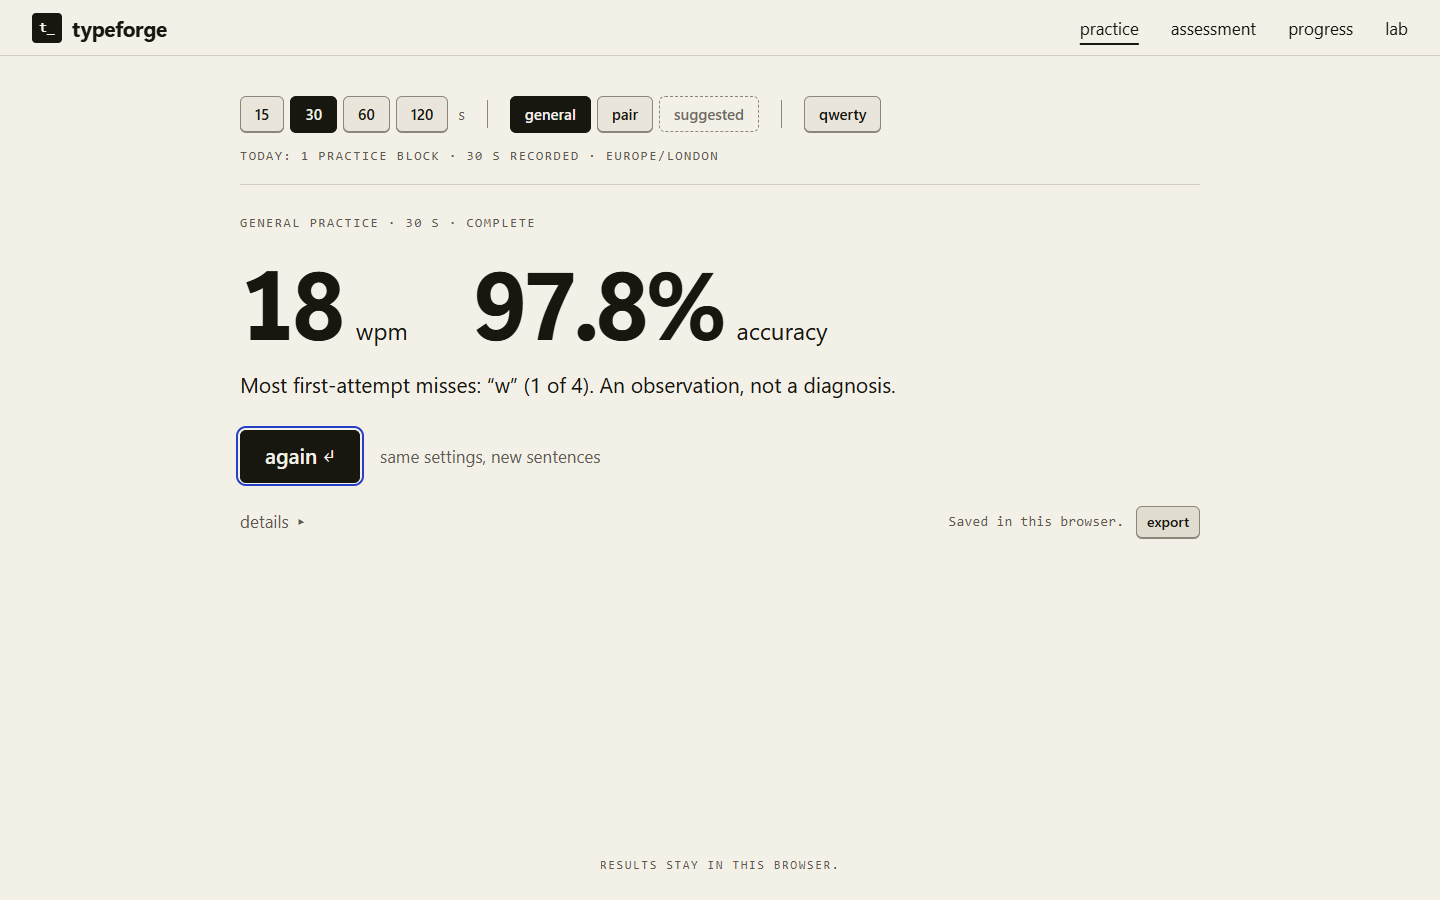 t_ typeforge practice assessment progress lab
15 30 60 120 s general pair suggested qwerty
TODAY: 1 PRACTICE BLOCK · 30 S RECORDED · EUROPE/LONDON
GENERAL PRACTICE · 30 S · COMPLETE
18 wpm 97.8% accuracy
Most first-attempt misses: “w” (1 of 4). An observation, not a diagnosis.
again ↵ same settings, new sentences
details ▸ Saved in this browser. export
RESULTS STAY IN THIS BROWSER.